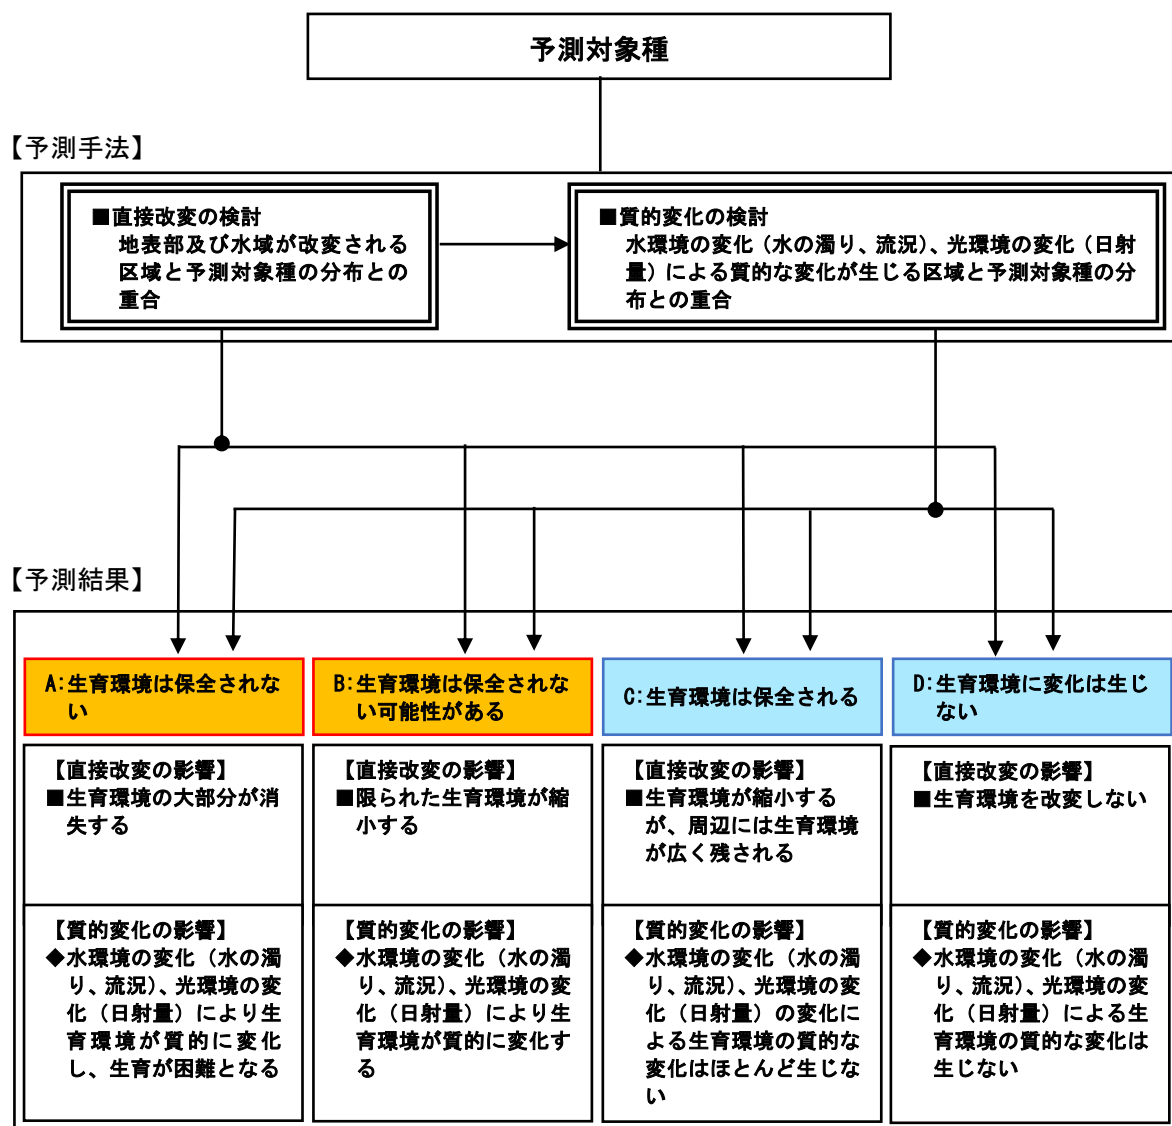 予測対象種
【予測手法】
■直接改変の検討
地表部及び水域が改変される
区域と予測対象種の分布との
重合
■質的変化の検討
水環境の変化（水の濁り、流況）、光環境の変化（日射
量）による質的な変化が生じる区域と予測対象種の分
布との重合
【予測結果】
A:生育環境は保全されな
い
B:生育環境は保全されな
い可能性がある
C:生育環境は保全される
D:生育環境に変化は生じ
ない
【直接改変の影響】
■生育環境の大部分が消
失する
【直接改変の影響】
■限られた生育環境が縮
小する
【直接改変の影響】
■生育環境が縮小する
が、周辺には生育環境
が広く残される
【直接改変の影響】
■生育環境を改変しない
【質的変化の影響】
◆水環境の変化（水の濁
り、流況）、光環境の変
化（日射量）により生
育環境が質的に変化
し、生育が困難となる
【質的変化の影響】
◆水環境の変化（水の濁
り、流況）、光環境の変
化（日射量）により生
育環境が質的に変化す
る
【質的変化の影響】
◆水環境の変化（水の濁
り、流況）、光環境の変化
（日射量）の変化に
よる生育環境の質的な
変化はほとんど生じな
い
【質的変化の影響】
◆水環境の変化（水の濁
り、流況）、光環境の変
化（日射量）による生
育環境の質的な変化は
生じない